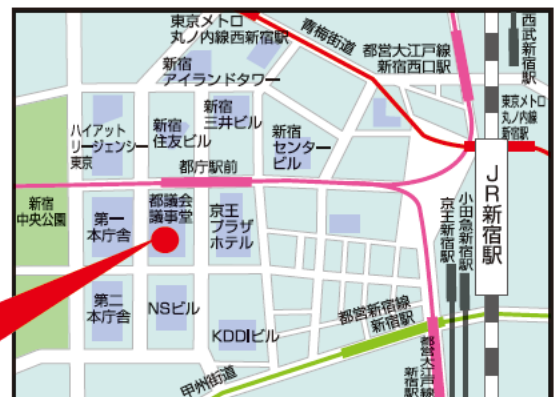 東京メトロ
丸ノ内線西新宿駅
青梅街道
都営大江戸線
新宿西口駅
西武新宿駅
新宿
アイランドタワー
東京メトロ
丸ノ内線
新宿駅
ハイアット
リージェンシー
東京
新宿
住友ビル
新宿
三井ビル
新宿
センター
ビル
都庁駅前
JR新宿駅
小田急新宿駅
京王新宿駅
新宿
中央公園
第一
本庁舎
都議会
議事堂
京王
プラザ
ホテル
第二
本庁舎
NSビル
KDDIビル
都営新宿線
新宿駅
都営大江戸線
新宿駅
甲州街道